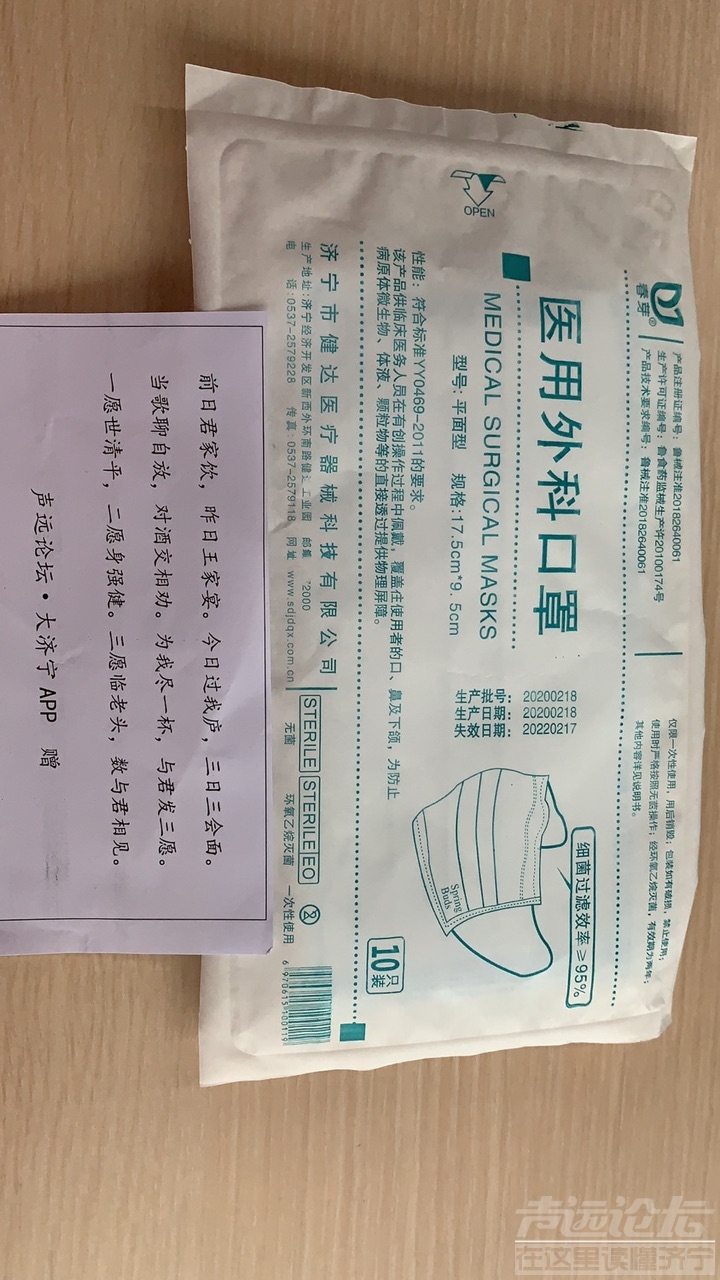 OPEN
春芽®
产品注册证编号：鲁械注准20182640061
生产许可证编号：鲁食药监械生产许20100174号
产品技术要求编号：鲁械注准20182640061
仅限一次性使用，用后销毁；包装如有破损，禁止使用；
使用时严格按照无菌操作；经环氧乙烷灭菌，有效期为两年；
其他内容详见说明书。
医用外科口罩
MEDICAL SURGICAL MASKS
型号:平面型 规格:17.5cm*9.5cm
20200218
生产日期: 20200218
失效日期: 20220217
性能：符合标准YY0469-2011的要求。
该产品供临床医务人员在有创操作过程中佩戴，覆盖住使用者的口、鼻及下颌，为防止
病原体微生物、体液、颗粒物等的直接透过提供物理屏障。
细菌过滤效率≥95%
Spring
Buds
10只装
济宁市健达医疗器械科技有限公司
生产地址:济宁经济开发区新西外环南路健达工业园 邮编 2000
电 话:0537-2579228 传真:0537-2579118 网址 www.sdjdqx.com.cn
STERILE STERILE EO 2
无菌 环氧乙烷灭菌 一次性使用
6 970615 100119
前日君家饮，昨日王家宴。今日过我庐，三日三会面。
当歌聊自放，对酒交相劝。为我尽一杯，与君发三愿。
一愿世清平，二愿身强健。三愿临老头，数与君相见。
声远论坛·大济宁APP 赠
声远论坛
在这里读懂济宁